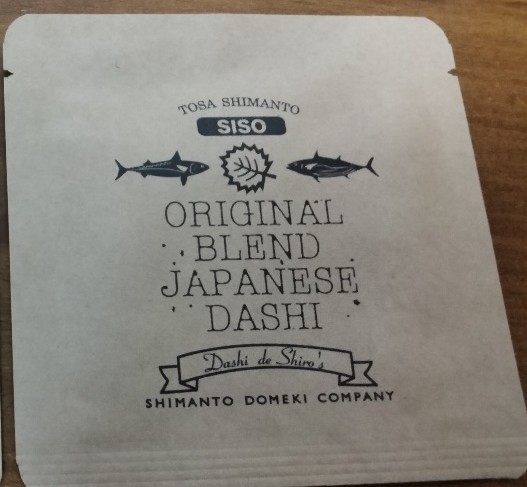 TOSA SHIMANTO
SISO
ORIGINAL
BLEND
JAPANESE
DASHI
Dashi de Shiro's
SHIMANTO DOMEKI COMPANY